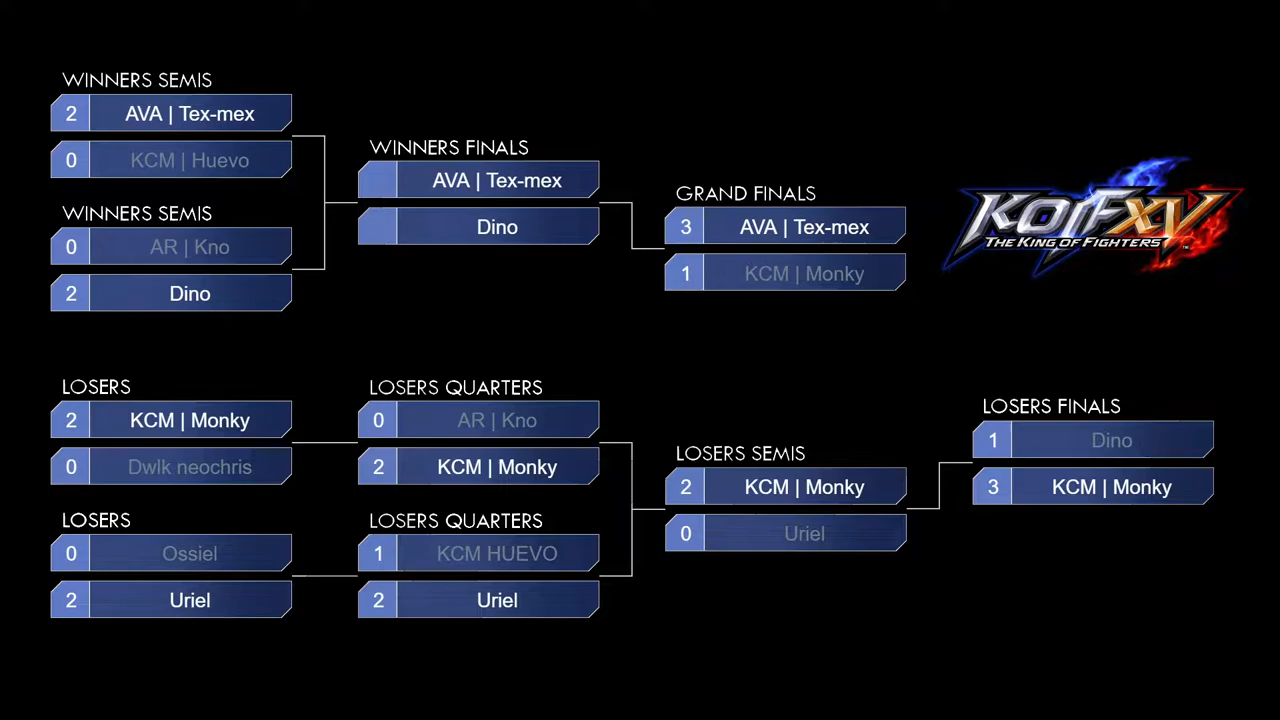 WINNERS SEMIS
2 AVA | Tex-mex
0 KCM | Huevo
WINNERS SEMIS
0 AR | Kno
2 Dino
WINNERS FINALS
AVA | Tex-mex
Dino
GRAND FINALS
3 AVA | Tex-mex
1 KCM | Monky
KOFXV
THE KING OF FIGHTERS™
LOSERS
2 KCM | Monky
0 Dwlk neochris
LOSERS
0 Ossiel
2 Uriel
LOSERS QUARTERS
0 AR | Kno
2 KCM | Monky
LOSERS QUARTERS
1 KCM HUEVO
2 Uriel
LOSERS SEMIS
2 KCM | Monky
0 Uriel
LOSERS FINALS
1 Dino
3 KCM | Monky